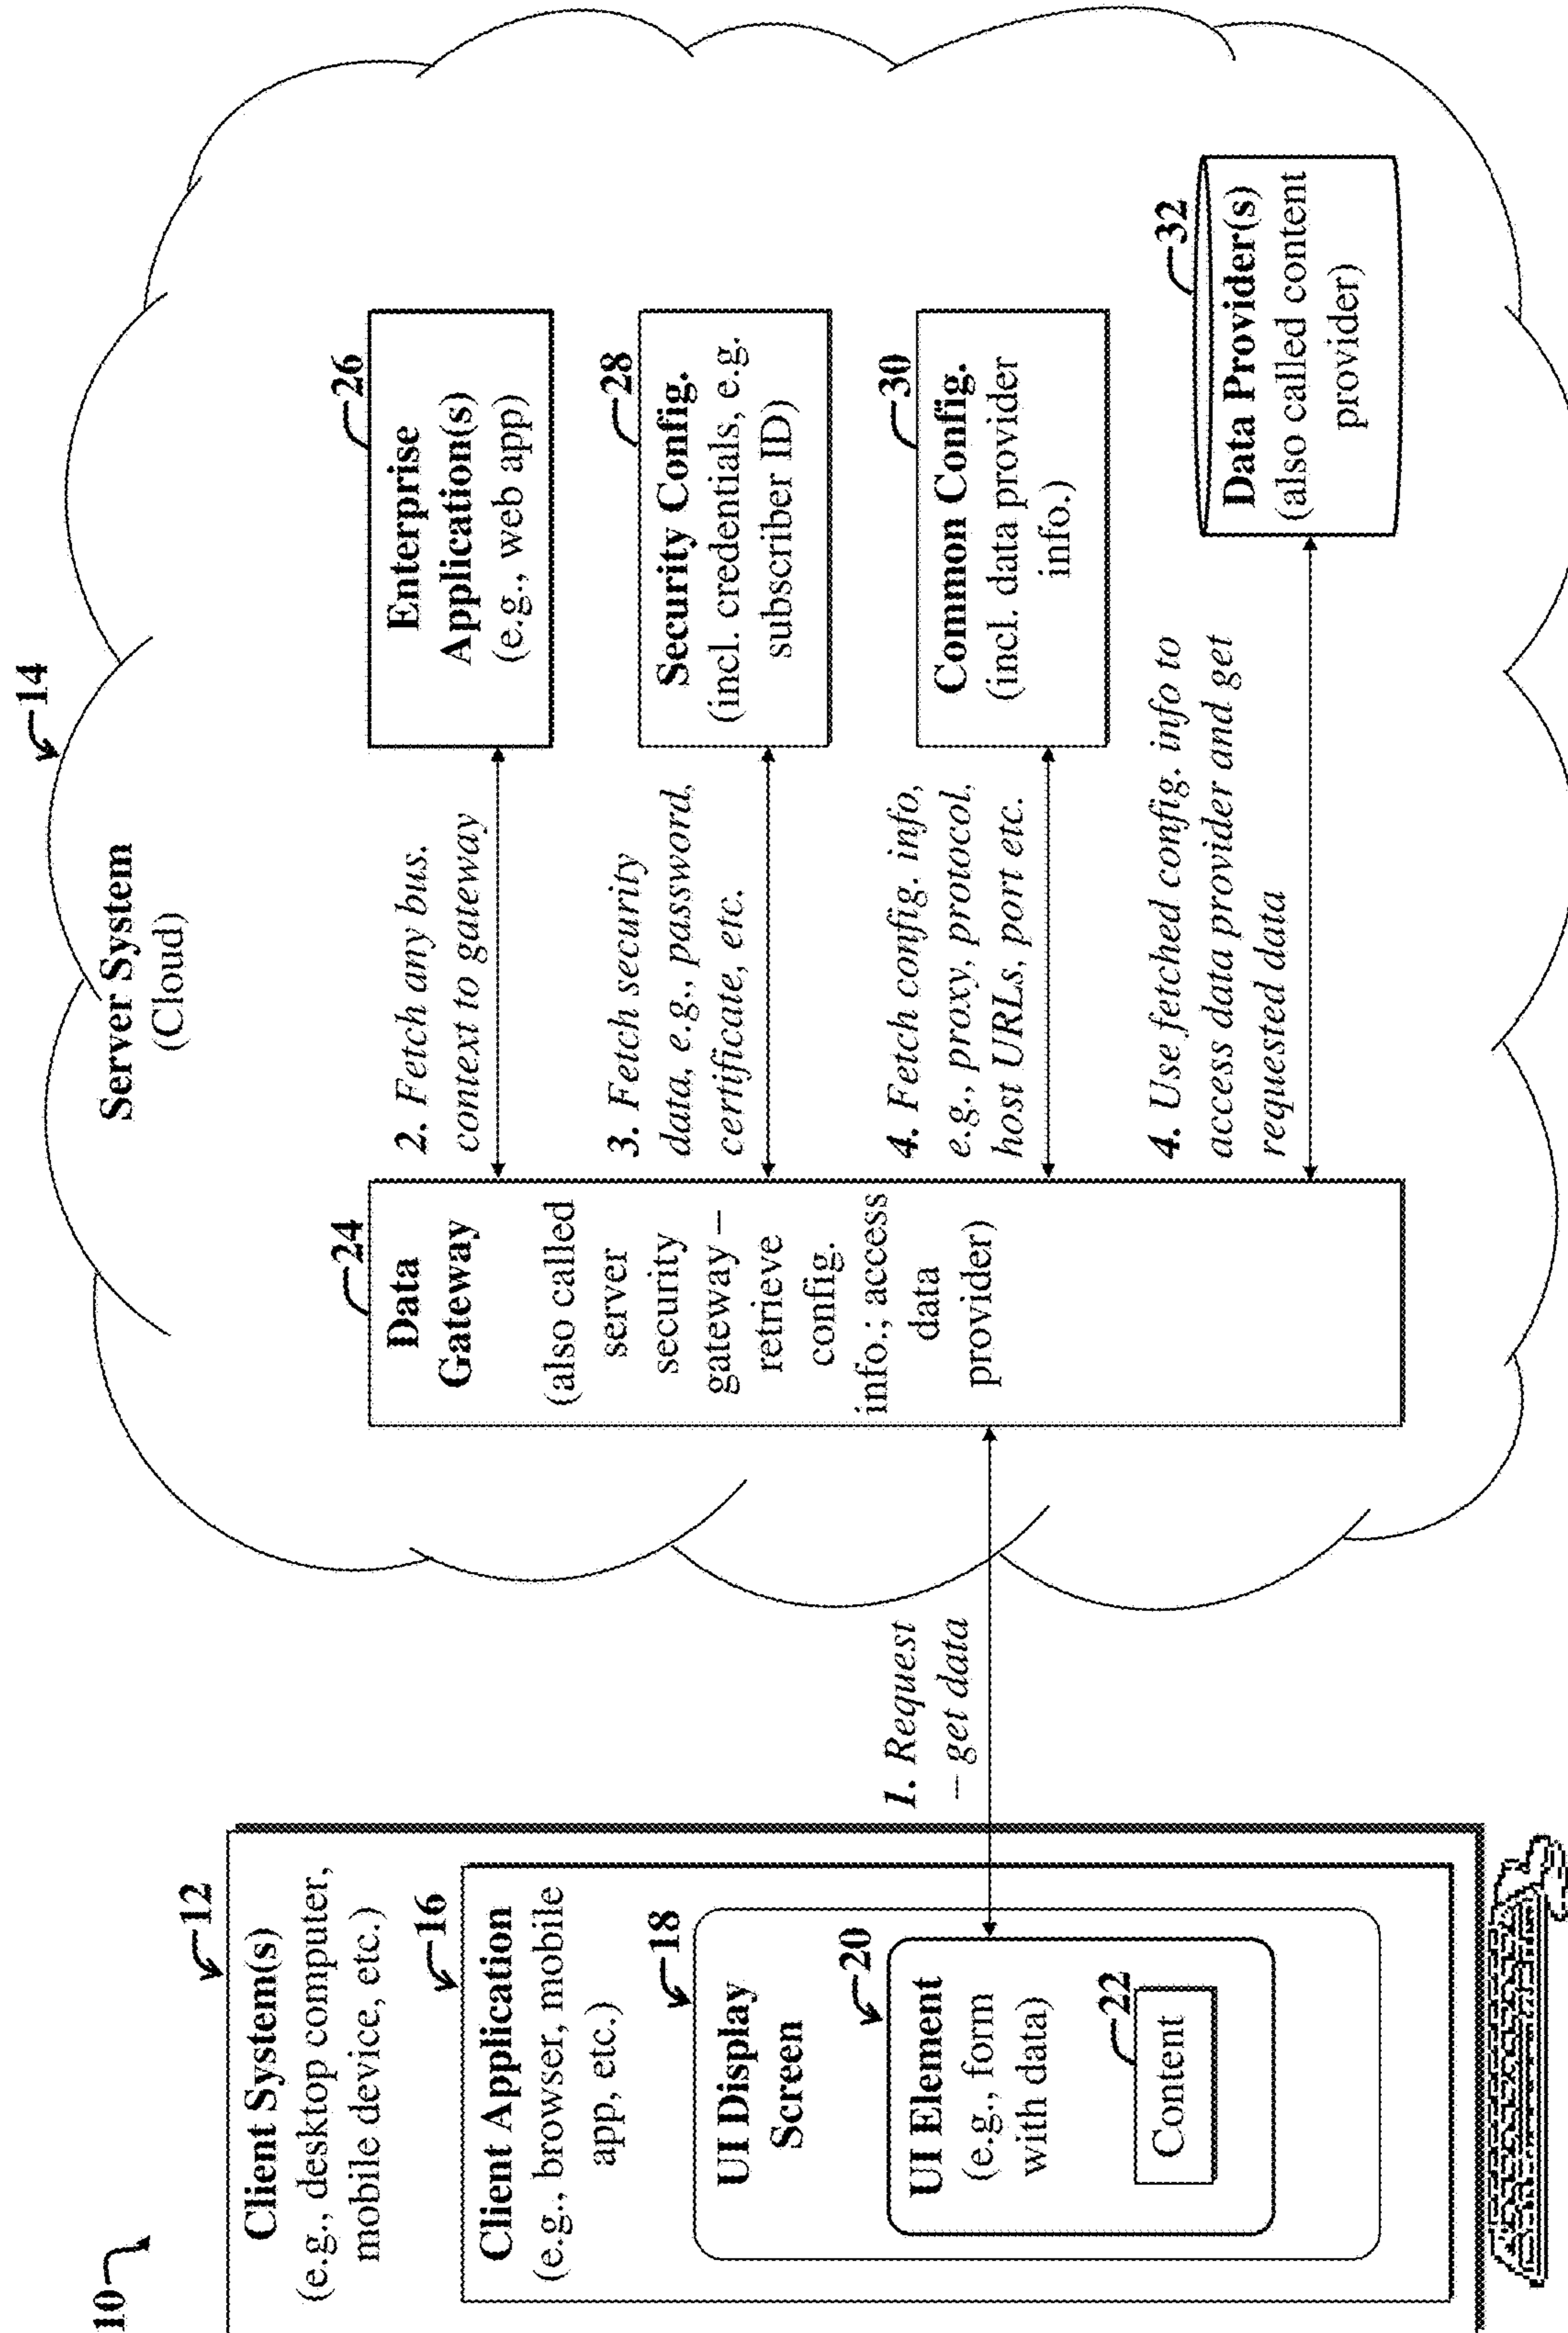 10
12
Client System(s)
(e.g., desktop computer,
mobile device, etc.)
16
Client Application
(e.g., browser, mobile
app, etc.)
18
UI Display
Screen
20
UI Element
(e.g., form
with data)
22
Content
1. Request
– get data
14
Server System
(Cloud)
24
Data
Gateway
(also called
server
security
gateway –
retrieve
config.
info.; access
data
provider)
2. Fetch any bus.
context to gateway
26
Enterprise
Application(s)
(e.g., web app)
3. Fetch security
data, e.g., password,
certificate, etc.
28
Security Config.
(incl. credentials, e.g.
subscriber ID)
4. Fetch config. info,
e.g., proxy, protocol,
host URLs, port etc.
30
Common Config.
(incl. data provider
info.)
4. Use fetched config. info to
access data provider and get
requested data
32
Data Provider(s)
(also called content
provider)